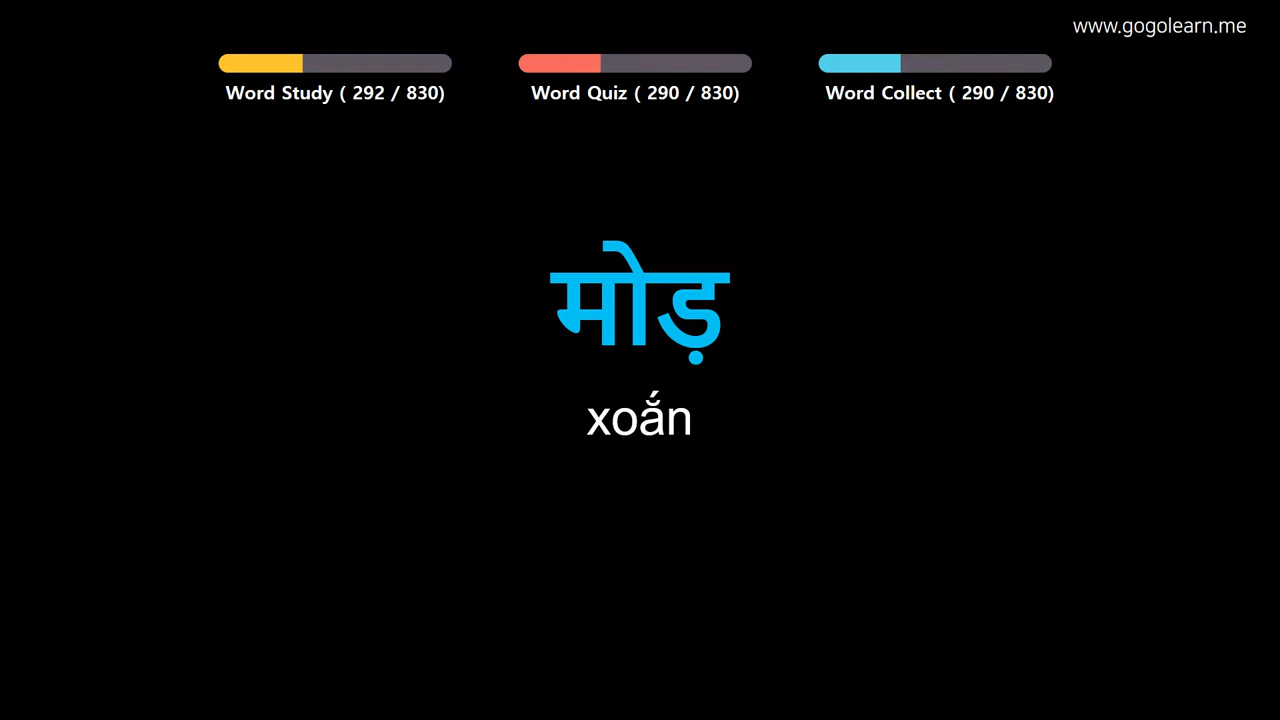 www.gogolearn.me
Word Study ( 292 / 830)
Word Quiz ( 290 / 830)
Word Collect ( 290 / 830)
मोड़
xoắn